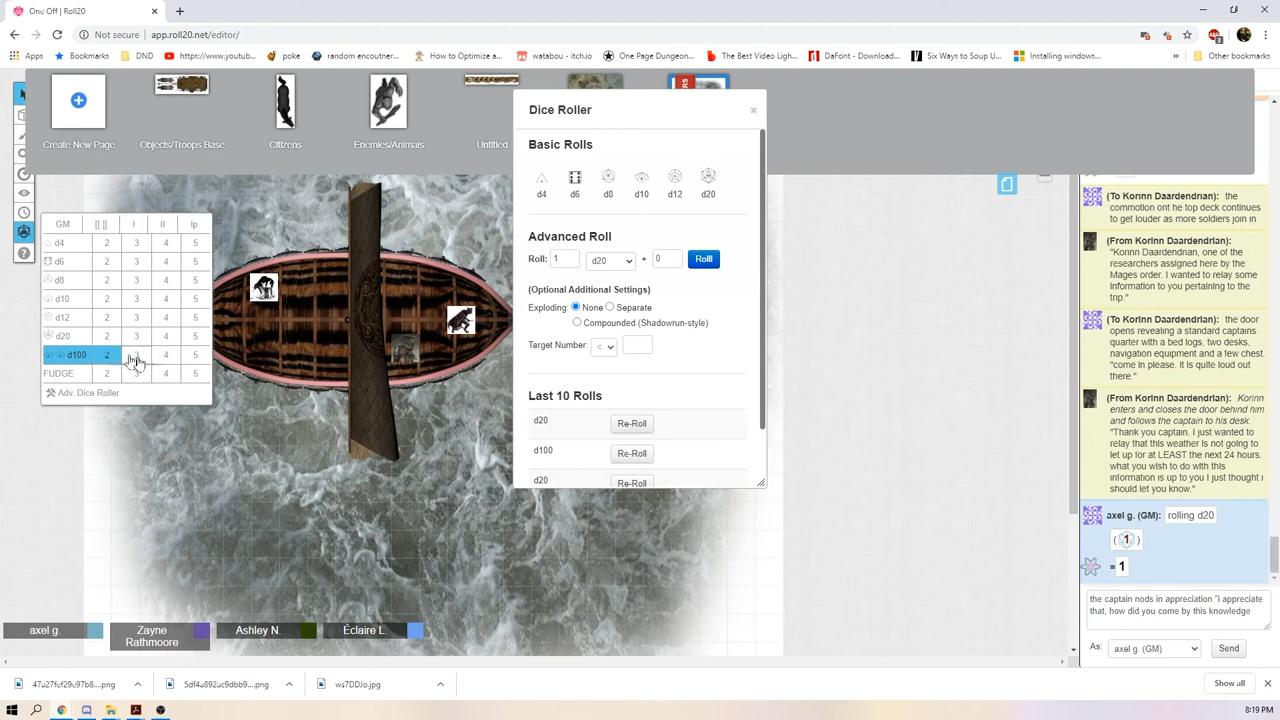 One Off | Roll20
Not secure | app.roll20.net/editor/
Apps Bookmarks DND https://www.youtub... poke random encoutner... How to Optimize a... watabou - itch.io One Page Dungeon... The Best Video Ligh... DaFont - Dungeon... Six Ways to Soup U... Installing windows... Other bookmarks
Create New Page Objects/Troops Base Citizens Enemies/Animals Untitled
Dice Roller ×
Basic Rolls
d4 d6 d8 d10 d12 d20
Advanced Roll
Roll: 1 d20 + 0 Roll!
(Optional Additional Settings)
Exploding: None Separate
Compounded (Shadowrun-style)
Target Number: <
Last 10 Rolls
d20 Re-Roll
d100 Re-Roll
d20 Re-Roll
GM [[ ]] I II Ip
d4 2 3 4 5
d6 2 3 4 5
d8 2 3 4 5
d10 2 3 4 5
d12 2 3 4 5
d20 2 3 4 5
d100 2 3 4 5
FUDGE 2 3 4 5
Adv. Dice Roller
(To Korinn Daardendrian): the
commotion ont he top deck continues
to get louder as more soldiers join in
(From Korinn Daardendrian):
"Korinn Daardendrian, one of the
researchers assigned here by the
Mages order. I wanted to relay some
Information to you pertaining to the
trip."
(To Korinn Daardendrian): the door
opens revealing a standard captains
quarter with a bed logs, two desks,
navigation equipment and a few chest.
"come in please. It is quite loud out
there."
(From Korinn Daardendrian): Korinn
enters and closes the door behind him
and follows the captain to his desk.
"Thank you captain. I just wanted to
relay that this weather is not going to
let up for at LEAST the next 24 hours.
what you wish to do with this
information is up to you I just thought i
should let you know."
axel g. (GM): rolling d20
(1)
=1
the captain nods in appreciation "i appreciate
that, how did you come by this knowledge
As: axel g. (GM) Send
axel g. Zayne
Rathmoore Ashley N. Éclaire L.
ws7DDJo.jpg Show all
8:19 PM